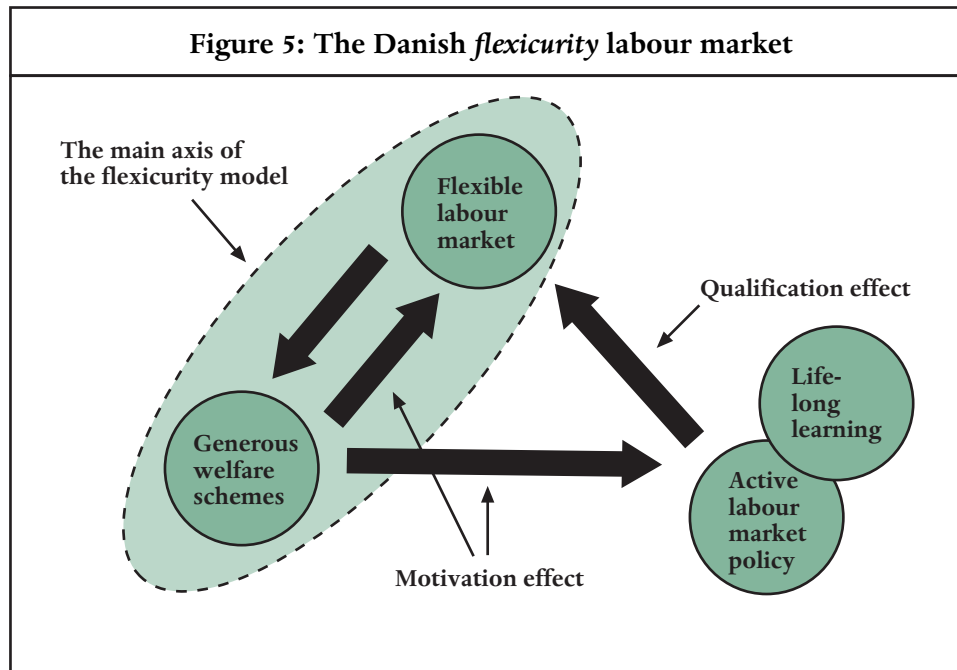 Figure 5: The Danish flexicurity labour market
The main axis of
the flexicurity model
Flexible
labour
market
Qualification effect
Life-
long
learning
Generous
welfare
schemes
Active
labour
market
policy
Motivation effect